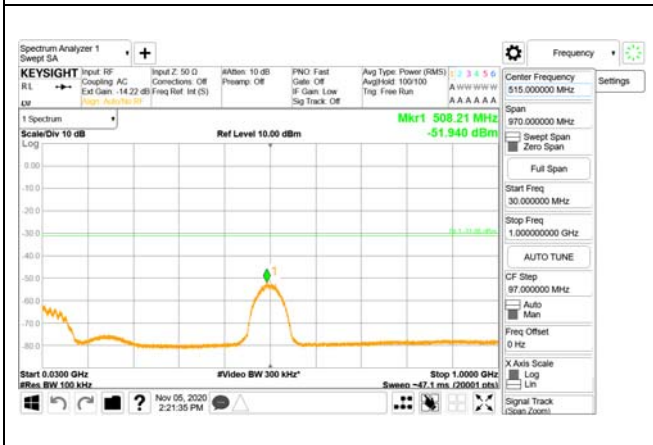 Spectrum Analyzer 1
Swept SA
Frequency
Settings
KEYSIGHT
RL
Input: RF
Coupling: AC
Ext Gain: -14.22 dB
Align: Auto/No RF
Input Z: 50 Ω
Corrections: Off
Freq Ref: Int (S)
#Atten: 10 dB
Preamp: Off
PNO: Fast
Gate: Off
IF Gain: Low
Sig Track: Off
Avg Type: Power (RMS)
Avg|Hold: 100/100
Trig: Free Run
1 2 3 4 5 6
A W W W W W
A A A A A A
1 Spectrum
Scale/Div 10 dB
Log
Ref Level 10.00 dBm
Mkr1 508.21 MHz
-51.940 dBm
0.00
-10.0
-20.0
-30.0
-40.0
-50.0
-60.0
-70.0
-80.0
1
Start 0.0300 GHz
#Res BW 100 kHz
#Video BW 300 kHz*
Stop 1.0000 GHz
Sweep ~47.1 ms (20001 pts)
Nov 05, 2020
2:21:35 PM
Center Frequency
515.000000 MHz
Span
970.000000 MHz
Swept Span
Zero Span
Full Span
Start Freq
30.000000 MHz
Stop Freq
1.000000000 GHz
AUTO TUNE
CF Step
97.000000 MHz
Auto
Man
Freq Offset
0 Hz
X Axis Scale
Log
Lin
Signal Track
(Span Zoom)